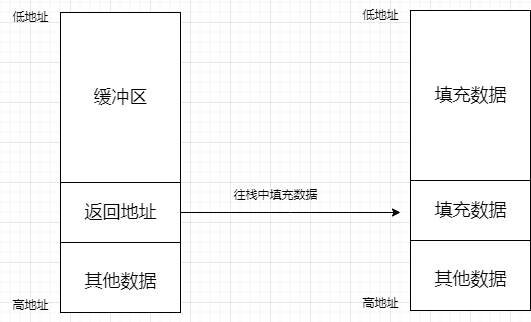 低地址
缓冲区
返回地址
其他数据
高地址
往栈中填充数据
低地址
填充数据
填充数据
其他数据
高地址